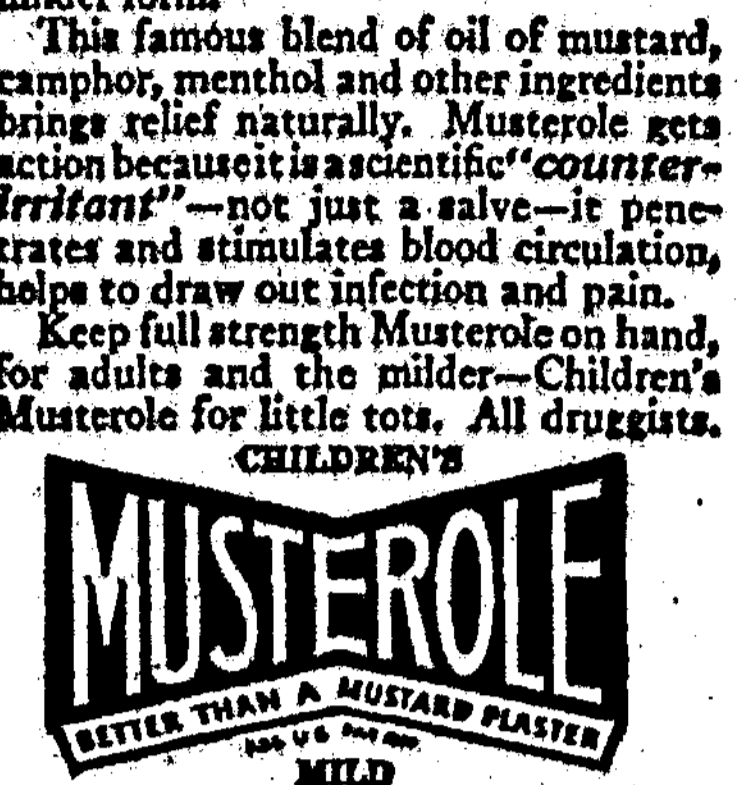 This famous blend of oil of mustard,
camphor, menthol and other ingredients
brings relief naturally. Musterole gets
action because it is a scientific "counter-
irritant"—not just a salve—it pene-
trates and stimulates blood circulation,
helps to draw out infection and pain.
Keep full strength Musterole on hand,
for adults and the milder—Children's
Musterole for little tots. All druggists.
CHILDREN'S
MUSTEROLE
BETTER THAN A MUSTARD PLASTER
REG. U.S. PAT. OFF.
MILD